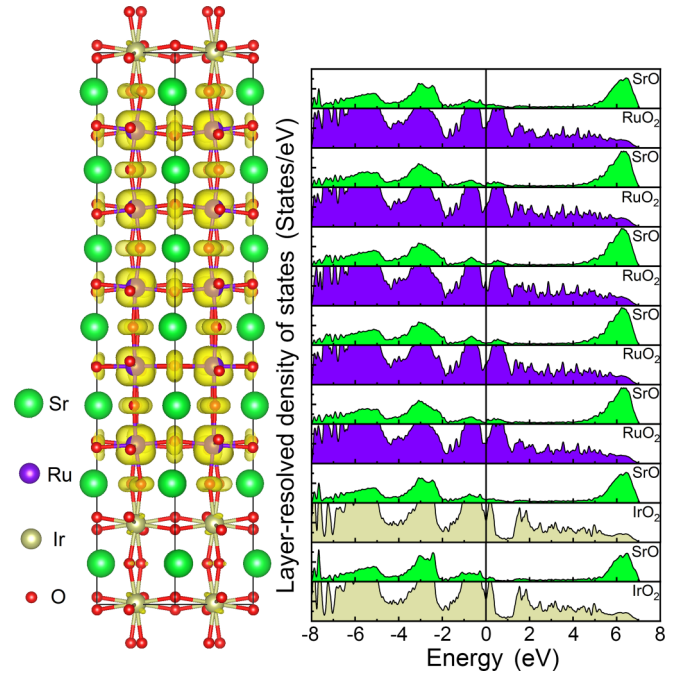 Sr
Ru
Ir
O
Layer-resolved density of states (States/eV)
SrO
RuO₂
SrO
RuO₂
SrO
RuO₂
SrO
RuO₂
SrO
RuO₂
SrO
IrO₂
SrO
IrO₂
-8 -6 -4 -2 0 2 4 6 8
Energy (eV)